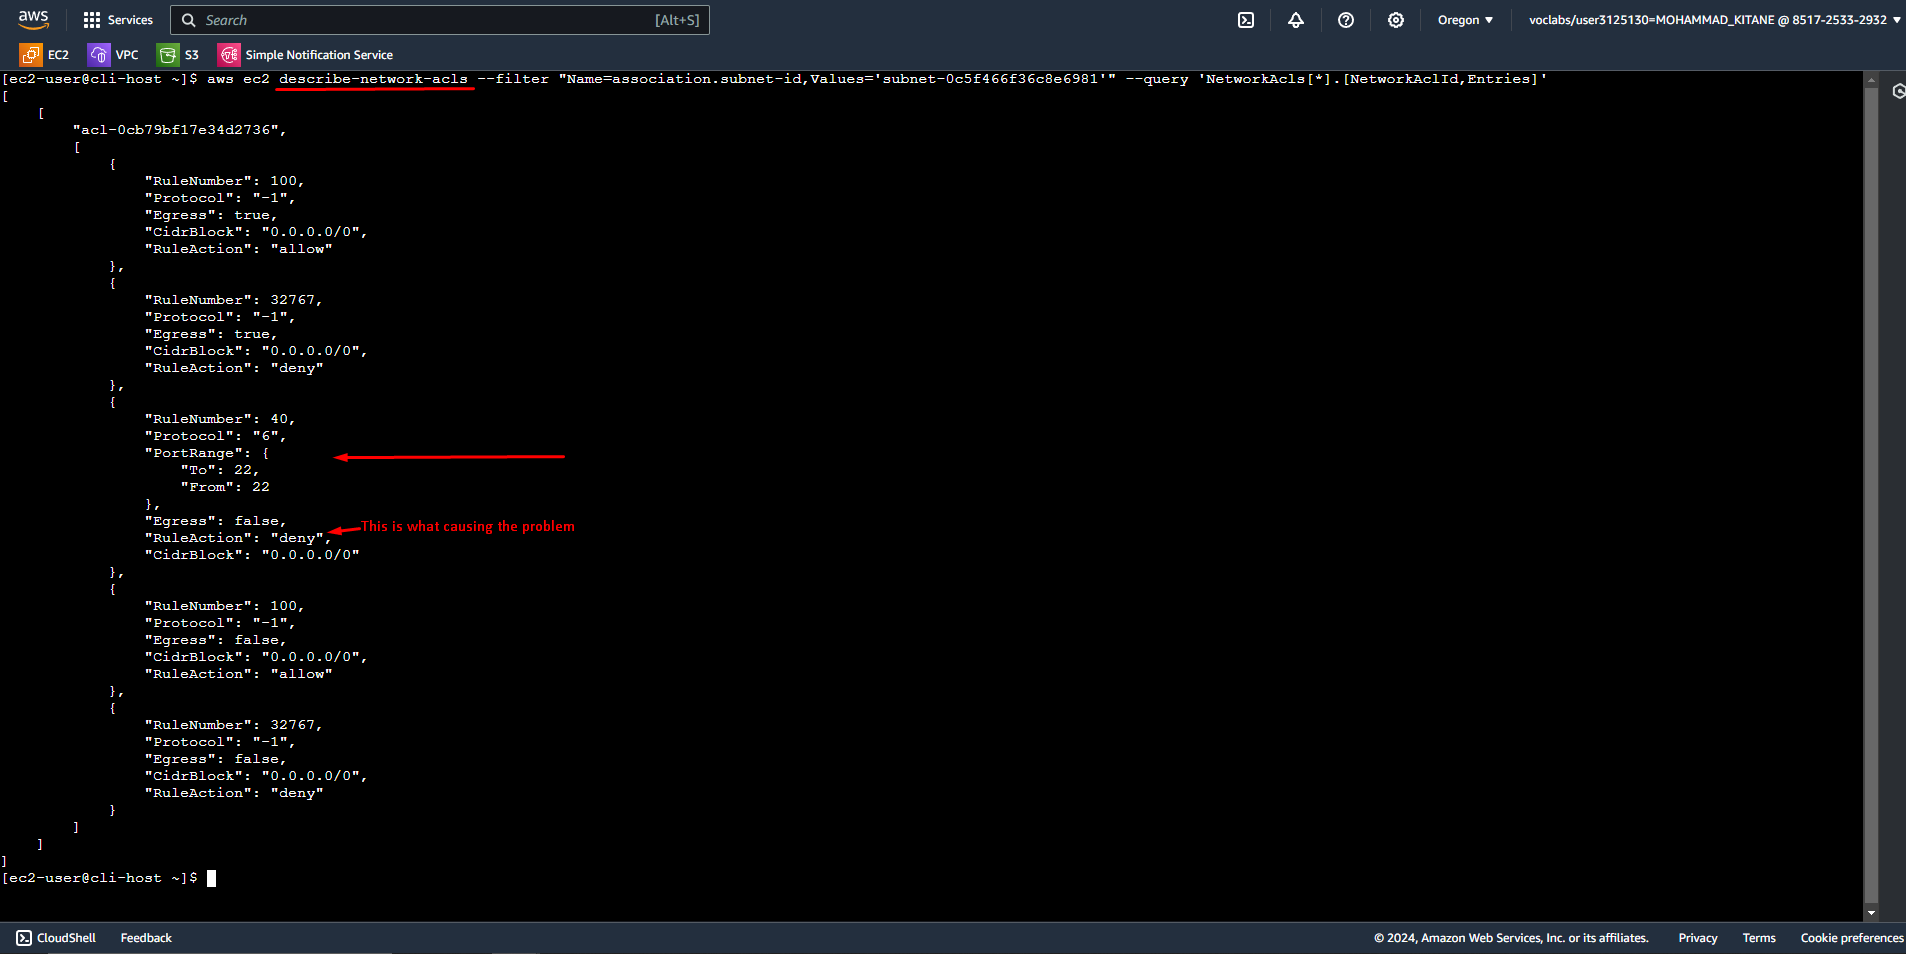 aws Services Search [Alt+S] Oregon ▼ voclabs/user3125130=MOHAMMAD_KITANE @ 8517-2533-2932 ▼
EC2 VPC S3 Simple Notification Service
[ec2-user@cli-host ~]$ aws ec2 describe-network-acls --filter "Name=association.subnet-id,Values='subnet-0c5f466f36c8e6981'" --query 'NetworkAcls[*].[NetworkAclId,Entries]'
[
    [
        "acl-0cb79bf17e34d2736",
        [
            {
                "RuleNumber": 100,
                "Protocol": "-1",
                "Egress": true,
                "CidrBlock": "0.0.0.0/0",
                "RuleAction": "allow"
            },
            {
                "RuleNumber": 32767,
                "Protocol": "-1",
                "Egress": true,
                "CidrBlock": "0.0.0.0/0",
                "RuleAction": "deny"
            },
            {
                "RuleNumber": 40,
                "Protocol": "6",
                "PortRange": {
                    "To": 22,
                    "From": 22
                },
                "Egress": false,
This is what causing the problem
                "RuleAction": "deny",
                "CidrBlock": "0.0.0.0/0"
            },
            {
                "RuleNumber": 100,
                "Protocol": "-1",
                "Egress": false,
                "CidrBlock": "0.0.0.0/0",
                "RuleAction": "allow"
            },
            {
                "RuleNumber": 32767,
                "Protocol": "-1",
                "Egress": false,
                "CidrBlock": "0.0.0.0/0",
                "RuleAction": "deny"
            }
        ]
    ]
]
[ec2-user@cli-host ~]$
CloudShell Feedback © 2024, Amazon Web Services, Inc. or its affiliates. Privacy Terms Cookie preferences